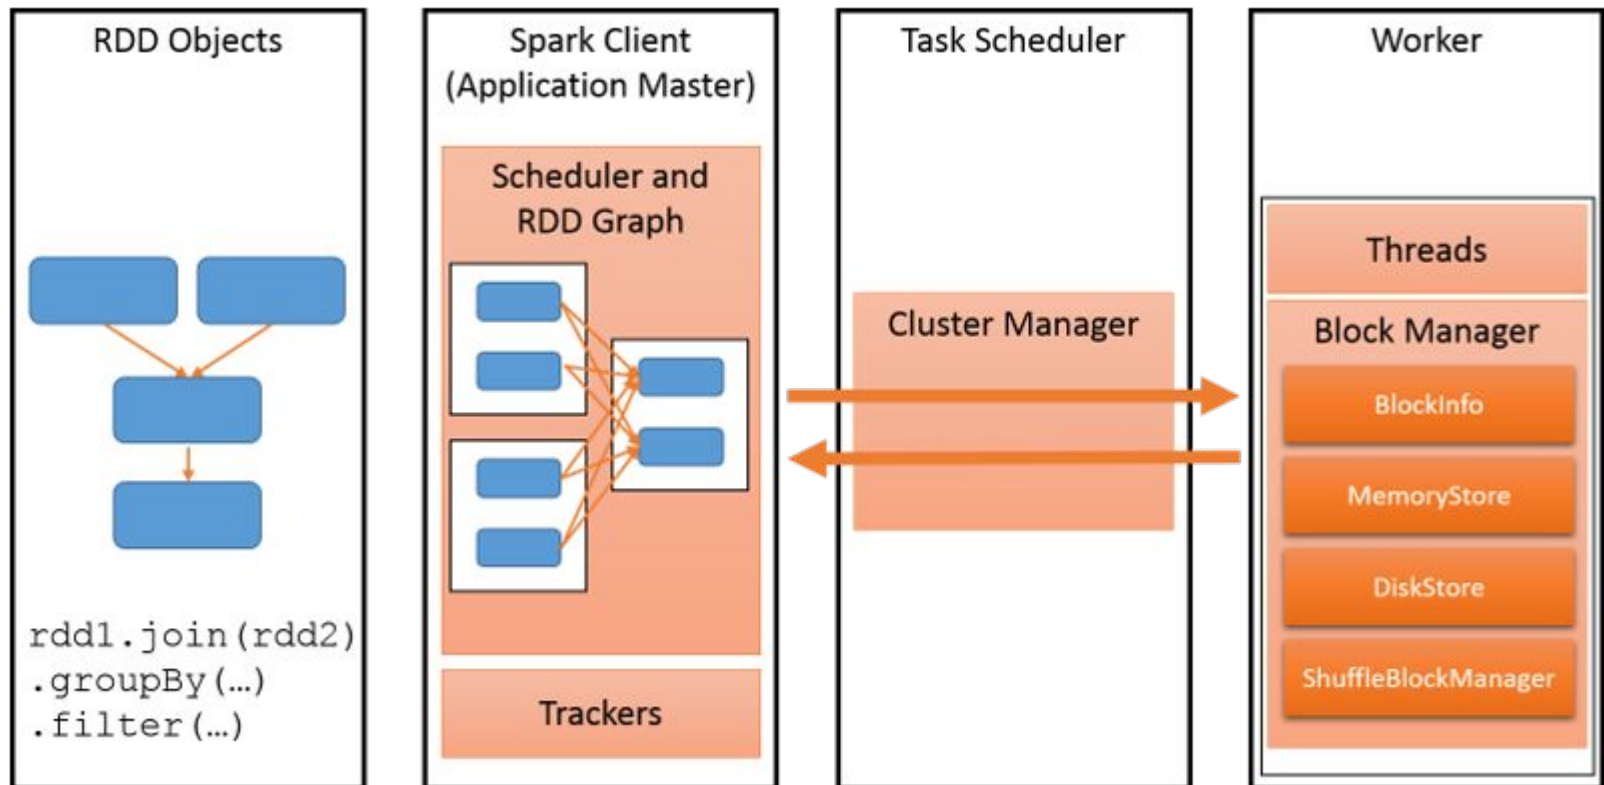 RDD Objects
rdd1.join(rdd2)
.groupBy(…)
.filter(…)
Spark Client
(Application Master)
Scheduler and
RDD Graph
Trackers
Task Scheduler
Cluster Manager
Worker
Threads
Block Manager
BlockInfo
MemoryStore
DiskStore
ShuffleBlockManager